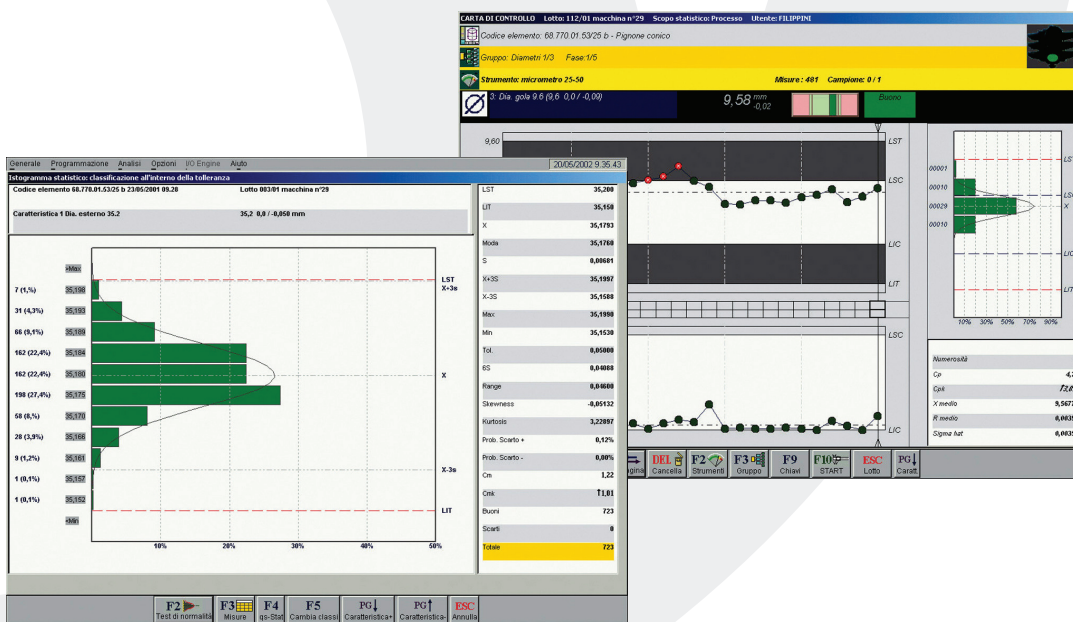 CARTA DI CONTROLLO Lotto: 112/01 macchina n°29 Scopo statistico: Processo Utente: FILIPPINI
Codice elemento: 68.770.01.53/25 b - Pignone conico
Gruppo: Diametri 1/3 Fase:1/5
Strumento: micrometro 25-50 Misure : 481 Campione: 0 / 1
3: Dia. gola 9.6 (9,6 0,0 / -0,09) 9,58 mm -0,02 Buono
9,60
LST
LSC
LIC
LIT
LSC
LIC
00001
00010
00029
00010
LS
LSC
X
LIC
LIT
10% 30% 50% 70% 90%
Numerosità
Cp 4,
Cpk
X medio 9,567
R medio 0,003
Sigma hat 0,003
agina
DEL Cancella
F2 Strumenti
F3 Gruppo
F9 Chiavi
F10 START
ESC Lotto
PG↓ Caratt
Generale Programmazione Analisi Opzioni I/O Engine Aiuto 20/05/2002 9.35.43
Istogramma statistico: classificazione all'interno della tolleranza
Codice elemento 68.770.01.53/25 b 23/05/2001 09.28 Lotto 003/01 macchina n°29
Caratteristica 1 Dia. esterno 35.2 35,2 0,0 / -0,050 mm
>Max
7 (1,%) 35,198
31 (4,3%) 35,193
66 (9,1%) 35,189
162 (22,4%) 35,184
162 (22,4%) 35,180
198 (27,4%) 35,175
58 (8,%) 35,170
28 (3,9%) 35,166
9 (1,2%) 35,161
1 (0,1%) 35,157
1 (0,1%) 35,152
<Min
LST
X+3s
X
X-3s
LIT
10% 20% 30% 40% 50%
LST 35,200
LIT 35,150
X 35,1793
Moda 35,1760
S 0,00681
X+3S 35,1997
X-3S 35,1588
Max 35,1990
Min 35,1530
Tol. 0,05000
6S 0,04088
Range 0,04600
Skewness -0,05132
Kurtosis 3,22897
Prob. Scarto + 0,12%
Prob. Scarto - 0,00%
Cm 1,22
Cmk ↑1,01
Buoni 723
Scarti 0
Totale 723
F2 Test di normalità
F3 Misure
F4 qs-Stat
F5 Cambia classi
PG↓ Caratteristica+
PG↑ Caratteristica-
ESC Annulla